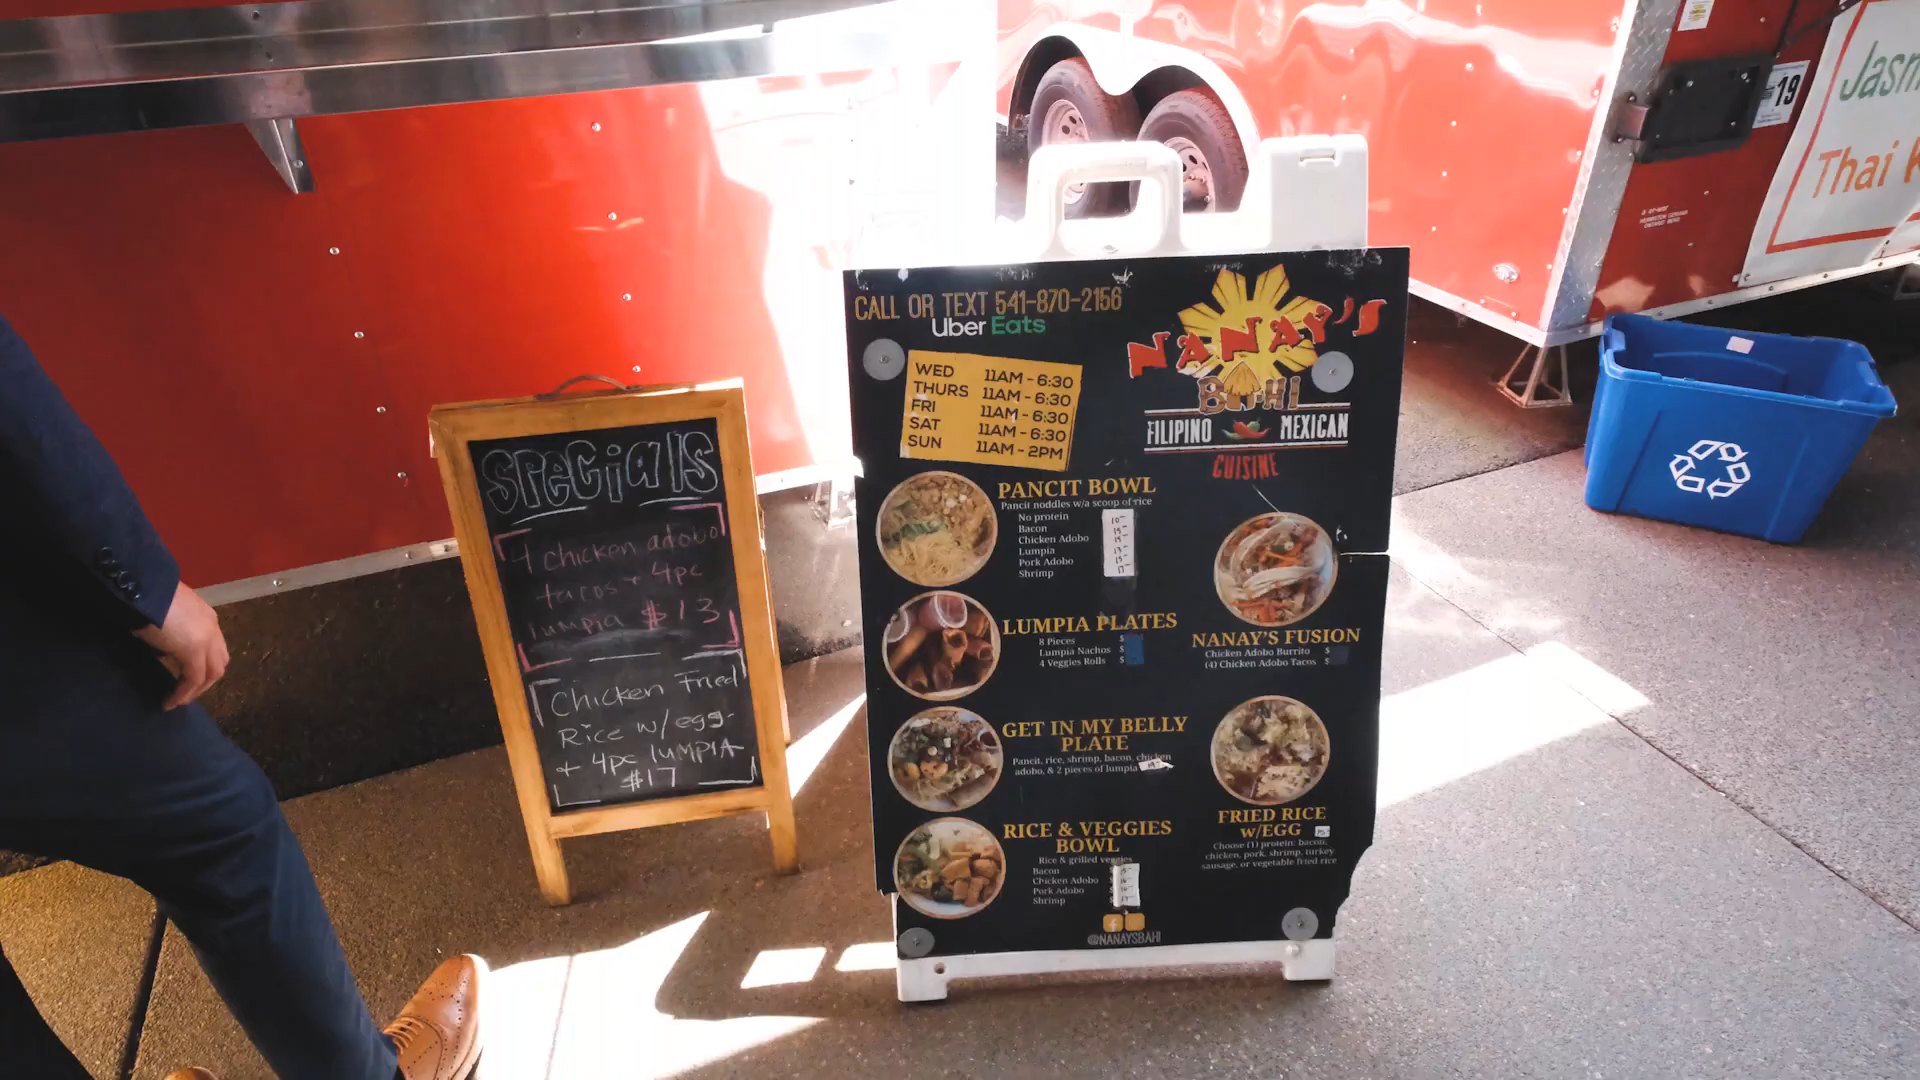 Specials
4 chicken adobo
tacos + 4pc
lumpia $13
Chicken Fried
Rice w/egg
+ 4pc lumpia
$17
CALL OR TEXT 541-870-2156
Uber Eats
WED 11AM - 6:30
THURS 11AM - 6:30
FRI 11AM - 6:30
SAT 11AM - 6:30
SUN 11AM - 2PM
NANAY'S
BAHI
FILIPINO MEXICAN
CUISINE
PANCIT BOWL
Pancit noddles w/a scoop of rice
No protein
Bacon
Chicken Adobo
Lumpia
Pork Adobo
Shrimp
LUMPIA PLATES
8 Pieces $
Lumpia Nachos $
4 Veggies Rolls $
NANAY'S FUSION
Chicken Adobo Burrito $
(4) Chicken Adobo Tacos $
GET IN MY BELLY
PLATE
Pancit, rice, shrimp, bacon, chicken
adobo, & 2 pieces of lumpia
RICE & VEGGIES
BOWL
Rice & grilled veggies
Bacon
Chicken Adobo
Pork Adobo
Shrimp
FRIED RICE
W/EGG
Choose (1) protein: bacon,
chicken, pork, shrimp, turkey
sausage, or vegetable fried rice
@NANAYSBAHI
19
Jasm
Thai K